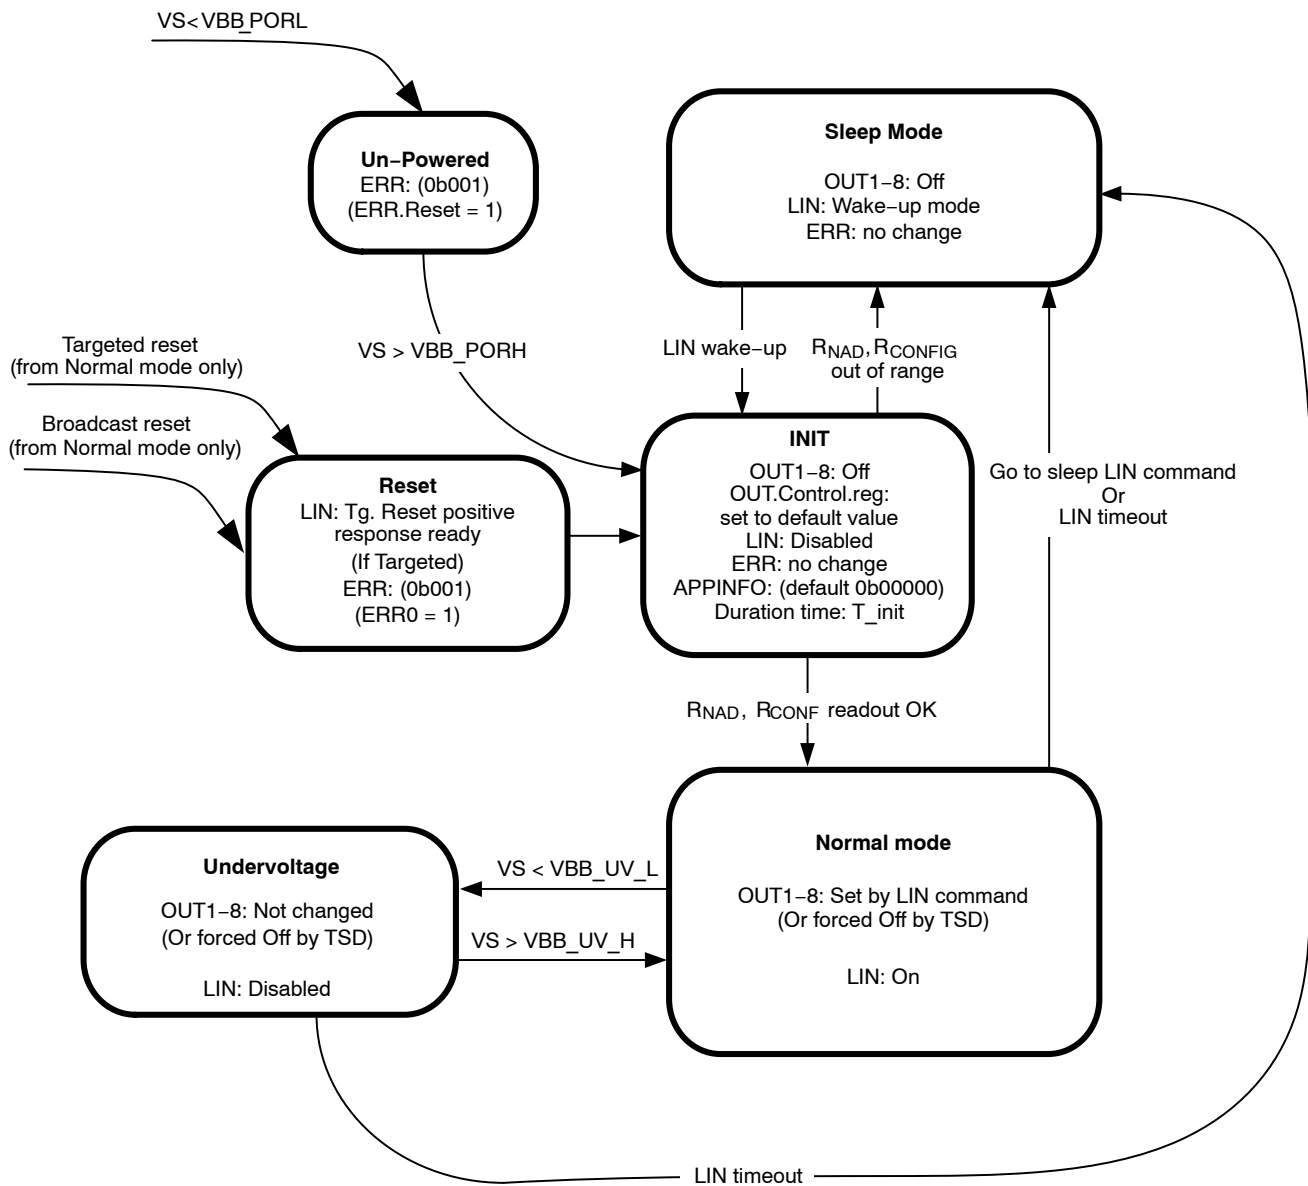 VS<VBB_PORL
Un–Powered
ERR: (0b001)
(ERR.Reset = 1)
Sleep Mode
OUT1–8: Off
LIN: Wake–up mode
ERR: no change
VS > VBB_PORH
LIN wake–up
RNAD, RCONFIG
out of range
Targeted reset
(from Normal mode only)
Broadcast reset
(from Normal mode only)
Reset
LIN: Tg. Reset positive
response ready
(If Targeted)
ERR: (0b001)
(ERR0 = 1)
INIT
OUT1–8: Off
OUT.Control.reg:
set to default value
LIN: Disabled
ERR: no change
APPINFO: (default 0b00000)
Duration time: T_init
Go to sleep LIN command
Or
LIN timeout
RNAD, RCONF readout OK
Undervoltage
OUT1–8: Not changed
(Or forced Off by TSD)
LIN: Disabled
VS < VBB_UV_L
VS > VBB_UV_H
Normal mode
OUT1–8: Set by LIN command
(Or forced Off by TSD)
LIN: On
LIN timeout